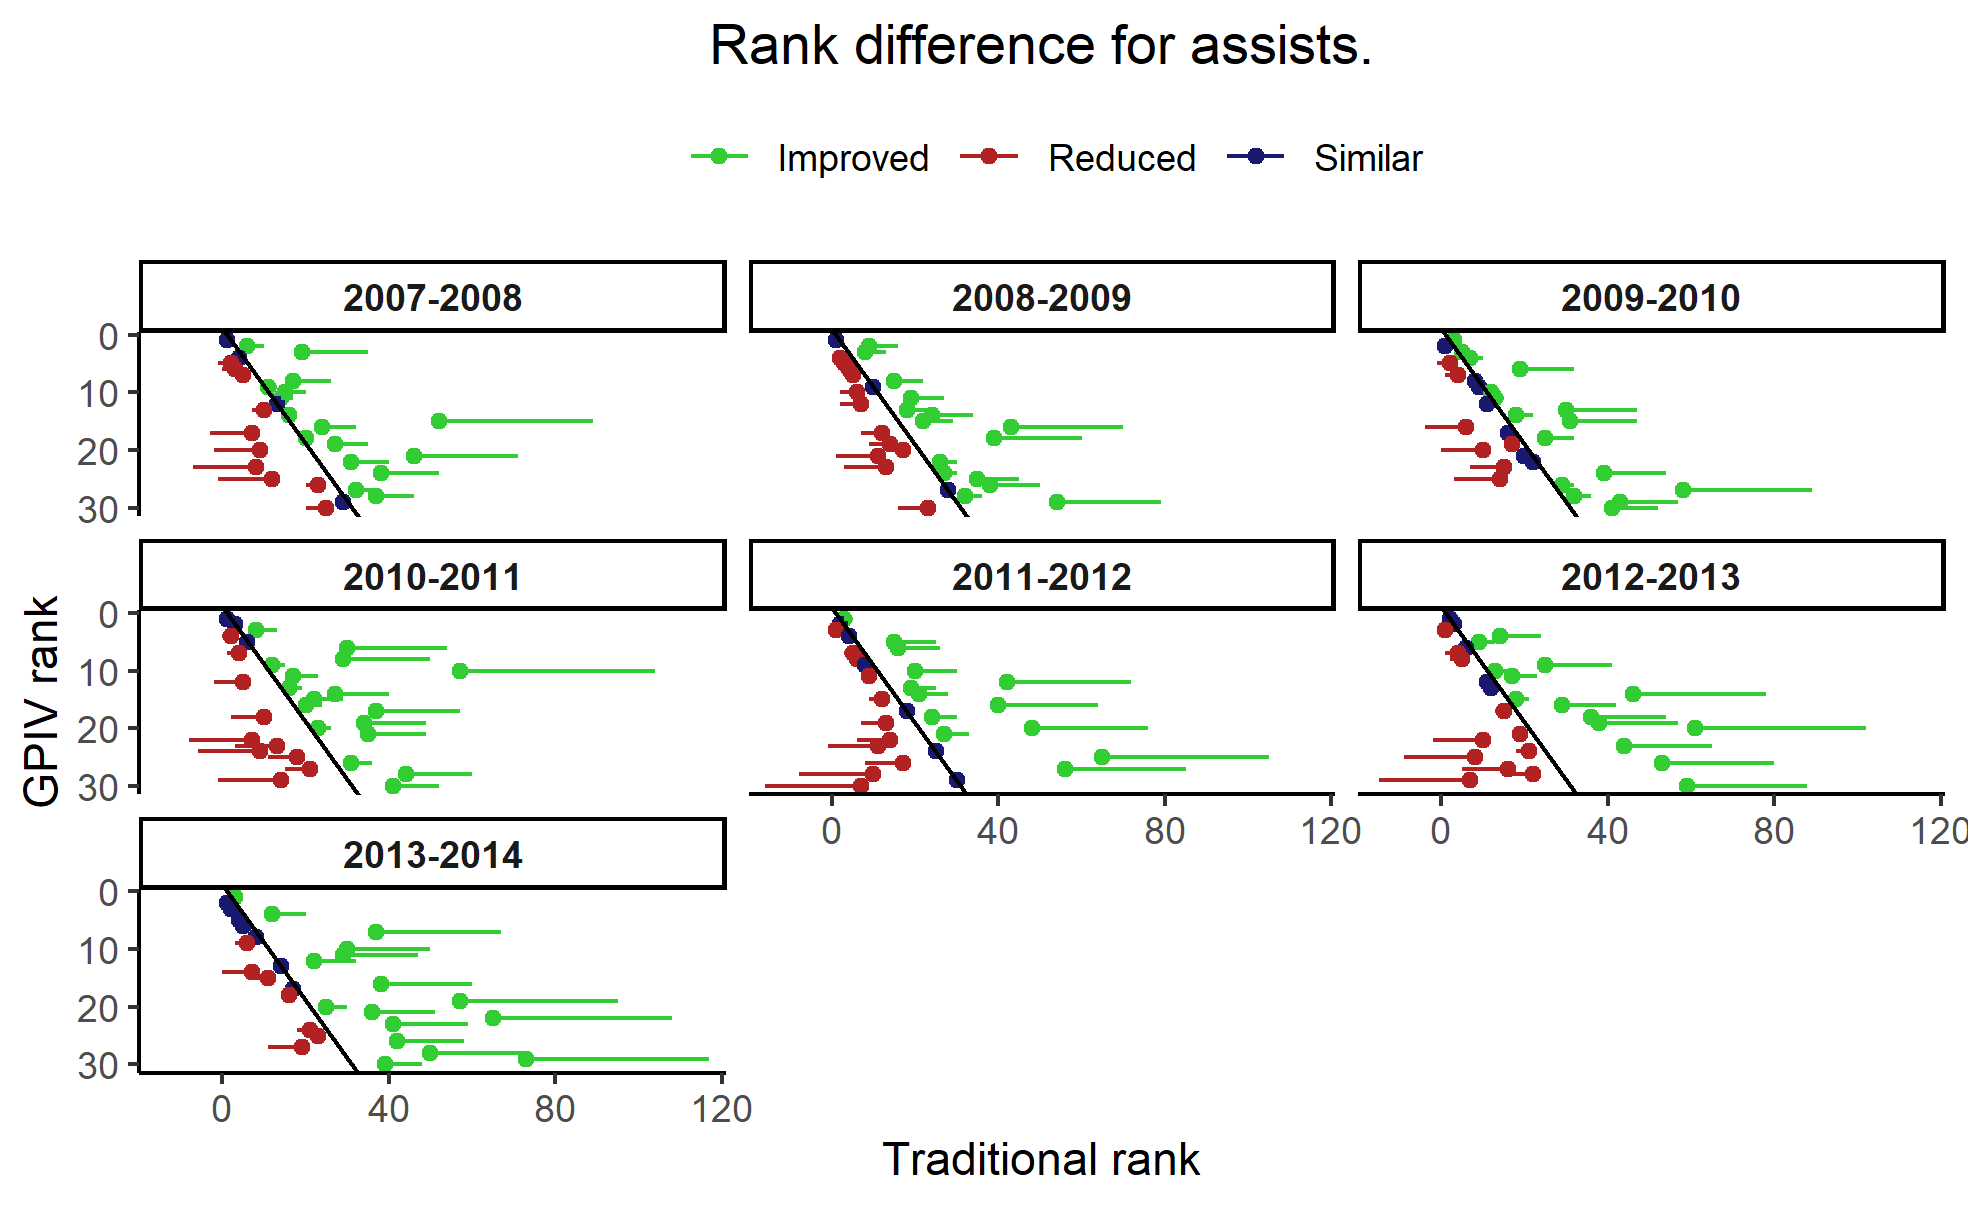 Rank difference for assists.
Improved Reduced Similar
2007-2008 2008-2009 2009-2010
0
10
20
30
2010-2011 2011-2012 2012-2013
0
10
20
30
0 40 80 120 0 40 80 120
2013-2014
0
10
20
30
0 40 80 120
GPIV rank
Traditional rank